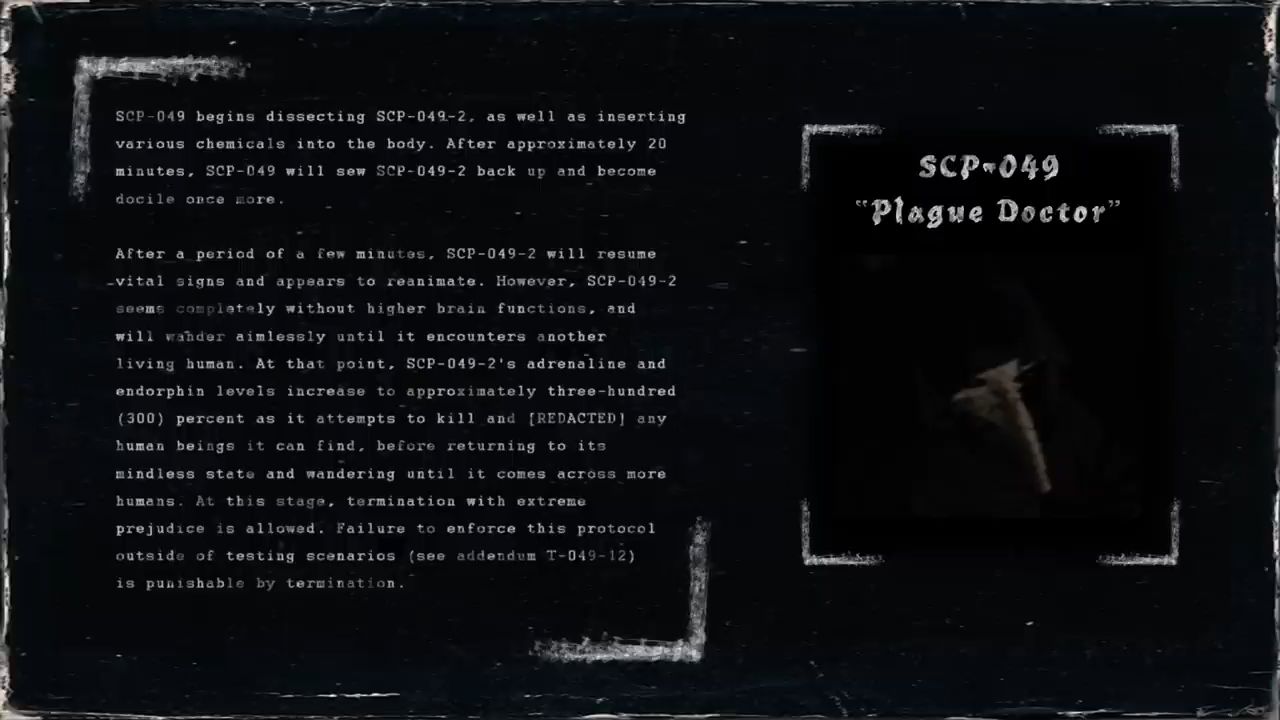 SCP-049 begins dissecting SCP-049-2, as well as inserting
various chemicals into the body. After approximately 20
minutes, SCP-049 will sew SCP-049-2 back up and become
docile once more.
After a period of a few minutes, SCP-049-2 will resume
vital signs and appears to reanimate. However, SCP-049-2
seems completely without higher brain functions, and
will wander aimlessly until it encounters another
living human. At that point, SCP-049-2's adrenaline and
endorphin levels increase to approximately three-hundred
(300) percent as it attempts to kill and [REDACTED] any
human beings it can find, before returning to its
mindless state and wandering until it comes across more
humans. At this stage, termination with extreme
prejudice is allowed. Failure to enforce this protocol
outside of testing scenarios (see addendum T-049-12)
is punishable by termination.
SCP-049
"Plague Doctor"